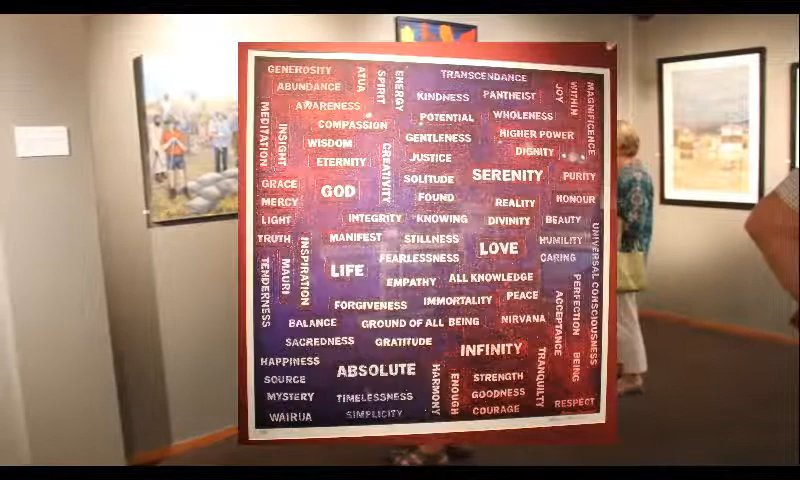 GENEROSITY
ATUA
SPIRIT
ENERGY
TRANSCENDANCE
ABUNDANCE
KINDNESS
PANTHEIST
JOY
WITHIN
MAGNIFICENCE
AWARENESS
MEDITATION
INSIGHT
COMPASSION
POTENTIAL
WHOLENESS
WISDOM
GENTLENESS
HIGHER POWER
ETERNITY
CREATIVITY
JUSTICE
DIGNITY
GRACE
GOD
SOLITUDE
SERENITY
PURITY
MERCY
FOUND
REALITY
HONOUR
LIGHT
INTEGRITY
KNOWING
DIVINITY
BEAUTY
TRUTH
MANIFEST
STILLNESS
LOVE
HUMILITY
UNIVERSAL CONSCIOUSNESS
TENDERNESS
MAURI
INSPIRATION
LIFE
FEARLESSNESS
CARING
EMPATHY
ALL KNOWLEDGE
FORGIVENESS
IMMORTALITY
PEACE
ACCEPTANCE
PERFECTION
BALANCE
GROUND OF ALL BEING
NIRVANA
SACREDNESS
GRATITUDE
INFINITY
TRANQUILTY
BEING
HAPPINESS
ABSOLUTE
HARMONY
ENOUGH
STRENGTH
SOURCE
MYSTERY
TIMELESSNESS
GOODNESS
WAIRUA
SIMPLICITY
COURAGE
RESPECT